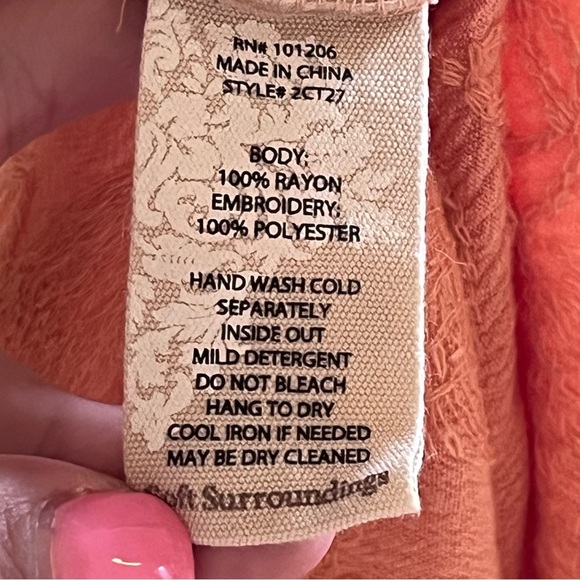 RN# 101206
MADE IN CHINA
STYLE# 2CT27
BODY:
100% RAYON
EMBROIDERY:
100% POLYESTER
HAND WASH COLD
SEPARATELY
INSIDE OUT
MILD DETERGENT
DO NOT BLEACH
HANG TO DRY
COOL IRON IF NEEDED
MAY BE DRY CLEANED
Soft Surroundings